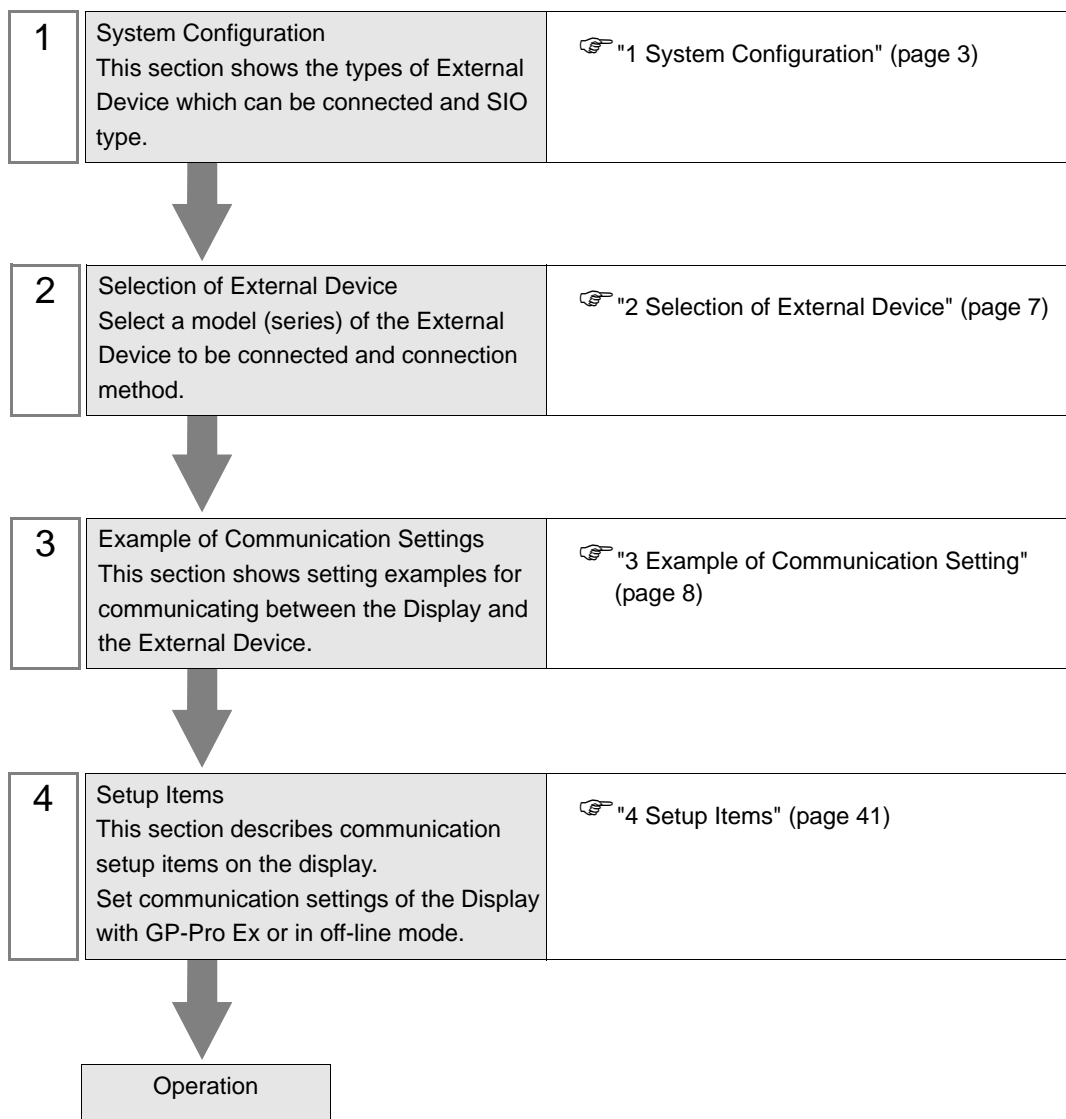 1
System Configuration
This section shows the types of External
Device which can be connected and SIO
type.
"1 System Configuration" (page 3)
2
Selection of External Device
Select a model (series) of the External
Device to be connected and connection
method.
"2 Selection of External Device" (page 7)
3
Example of Communication Settings
This section shows setting examples for
communicating between the Display and
the External Device.
"3 Example of Communication Setting"
(page 8)
4
Setup Items
This section describes communication
setup items on the display.
Set communication settings of the Display
with GP-Pro Ex or in off-line mode.
"4 Setup Items" (page 41)
Operation